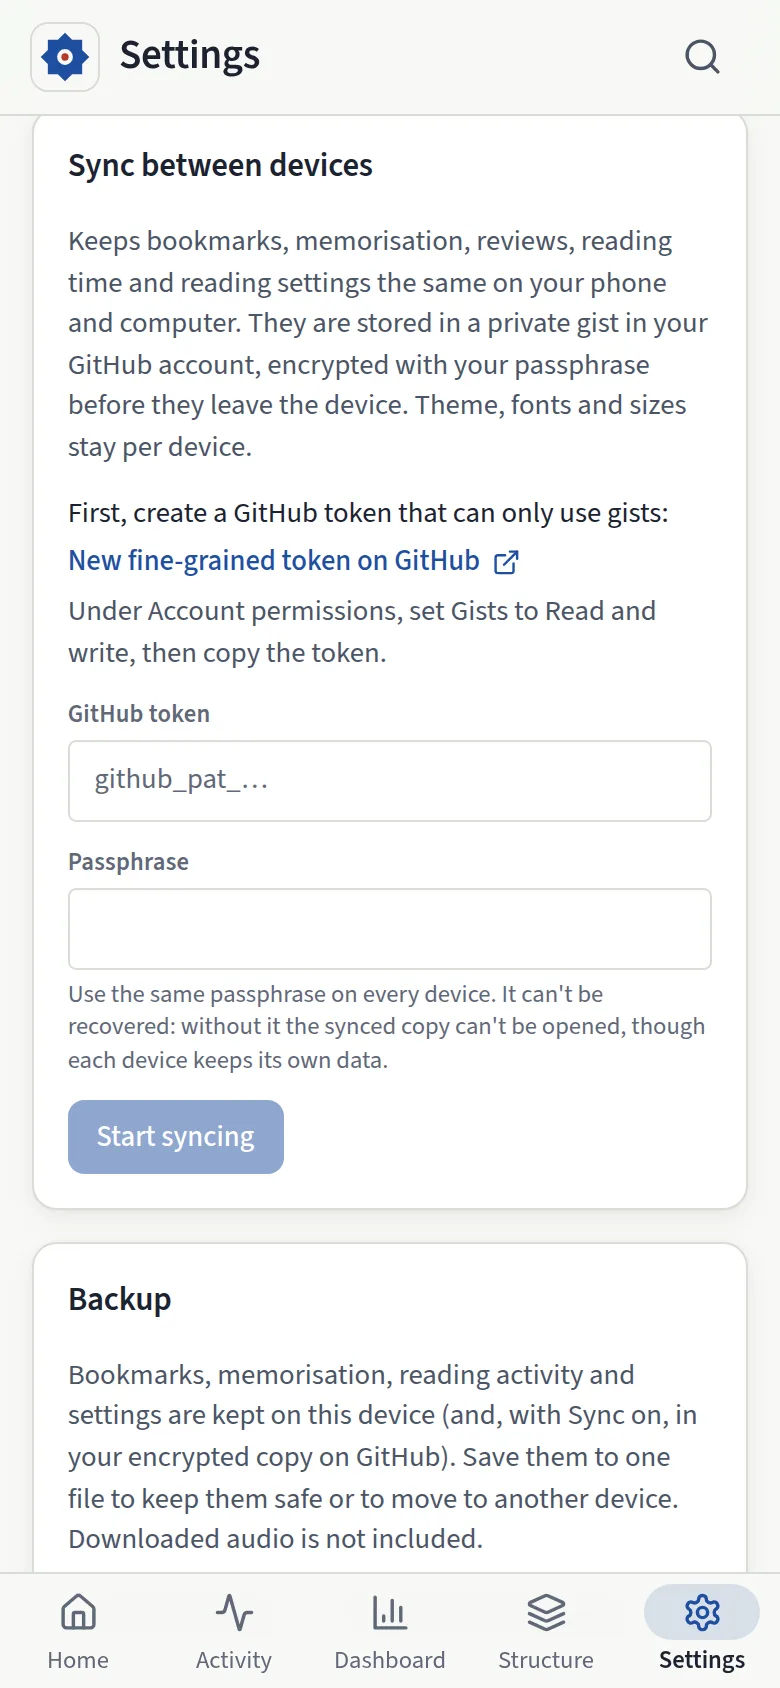 Settings
Sync between devices
Keeps bookmarks, memorisation, reviews, reading
time and reading settings the same on your phone
and computer. They are stored in a private gist in your
GitHub account, encrypted with your passphrase
before they leave the device. Theme, fonts and sizes
stay per device.
First, create a GitHub token that can only use gists:
New fine-grained token on GitHub
Under Account permissions, set Gists to Read and
write, then copy the token.
GitHub token
github_pat_…
Passphrase
Use the same passphrase on every device. It can't be
recovered: without it the synced copy can't be opened, though
each device keeps its own data.
Start syncing
Backup
Bookmarks, memorisation, reading activity and
settings are kept on this device (and, with Sync on, in
your encrypted copy on GitHub). Save them to one
file to keep them safe or to move to another device.
Downloaded audio is not included.
Home
Activity
Dashboard
Structure
Settings